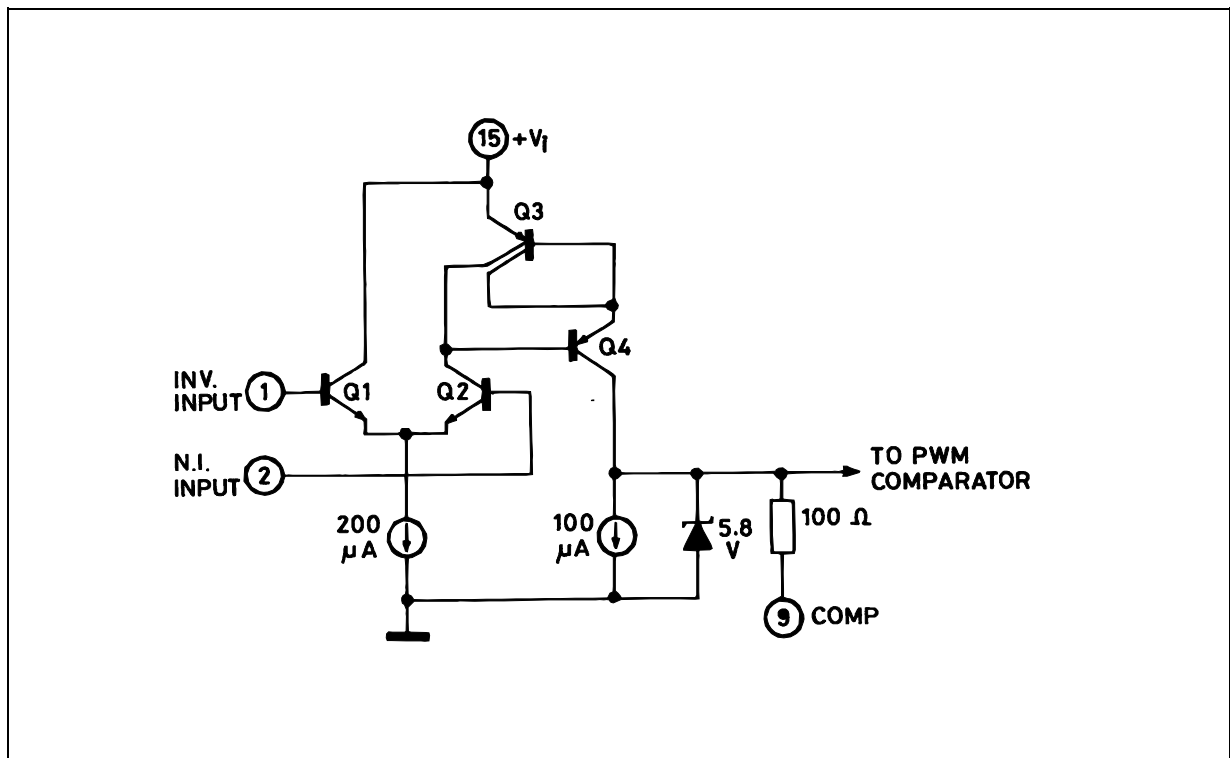 15 +Vi
Q3
Q4
INV.
INPUT 1
Q1
Q2
N.I.
INPUT 2
TO PWM
COMPARATOR
200
µA
100
µA
5.8
V
100 Ω
9 COMP